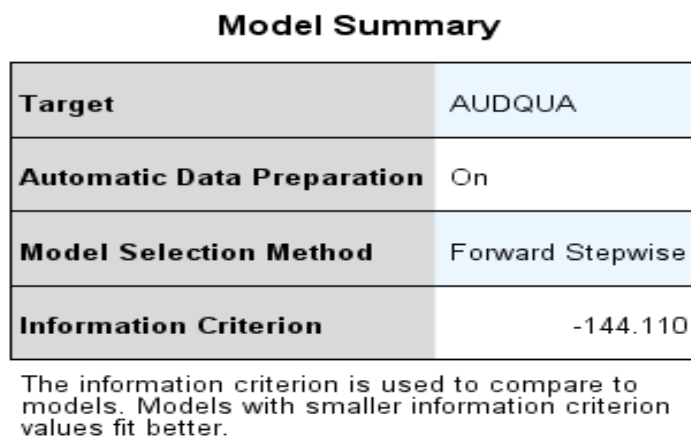 Model Summary
Target AUDQUA
Automatic Data Preparation On
Model Selection Method Forward Stepwise
Information Criterion -144.110
The information criterion is used to compare to
models. Models with smaller information criterion
values fit better.